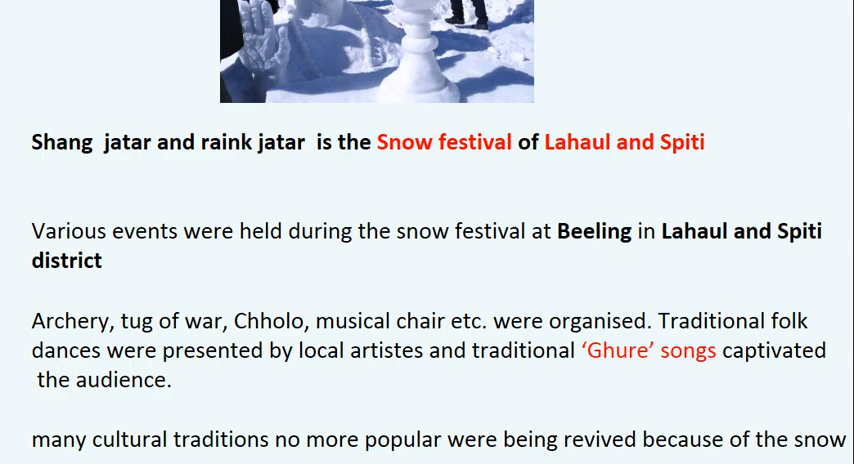 Shang jatar and raink jatar is the Snow festival of Lahaul and Spiti
Various events were held during the snow festival at Beeling in Lahaul and Spiti
district
Archery, tug of war, Chholo, musical chair etc. were organised. Traditional folk
dances were presented by local artistes and traditional ‘Ghure’ songs captivated
the audience.
many cultural traditions no more popular were being revived because of the snow